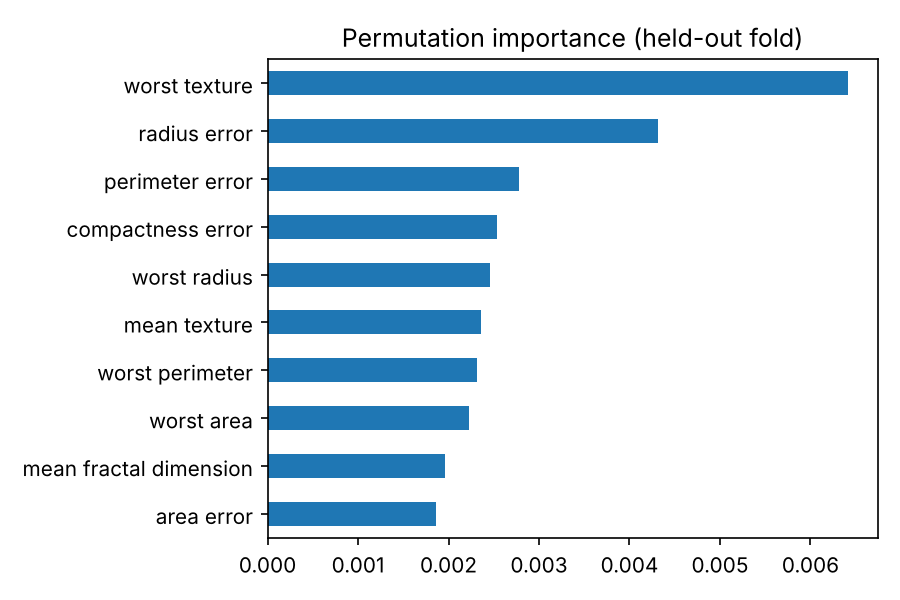 Permutation importance (held-out fold)
worst texture
radius error
perimeter error
compactness error
worst radius
mean texture
worst perimeter
worst area
mean fractal dimension
area error
0.000 0.001 0.002 0.003 0.004 0.005 0.006